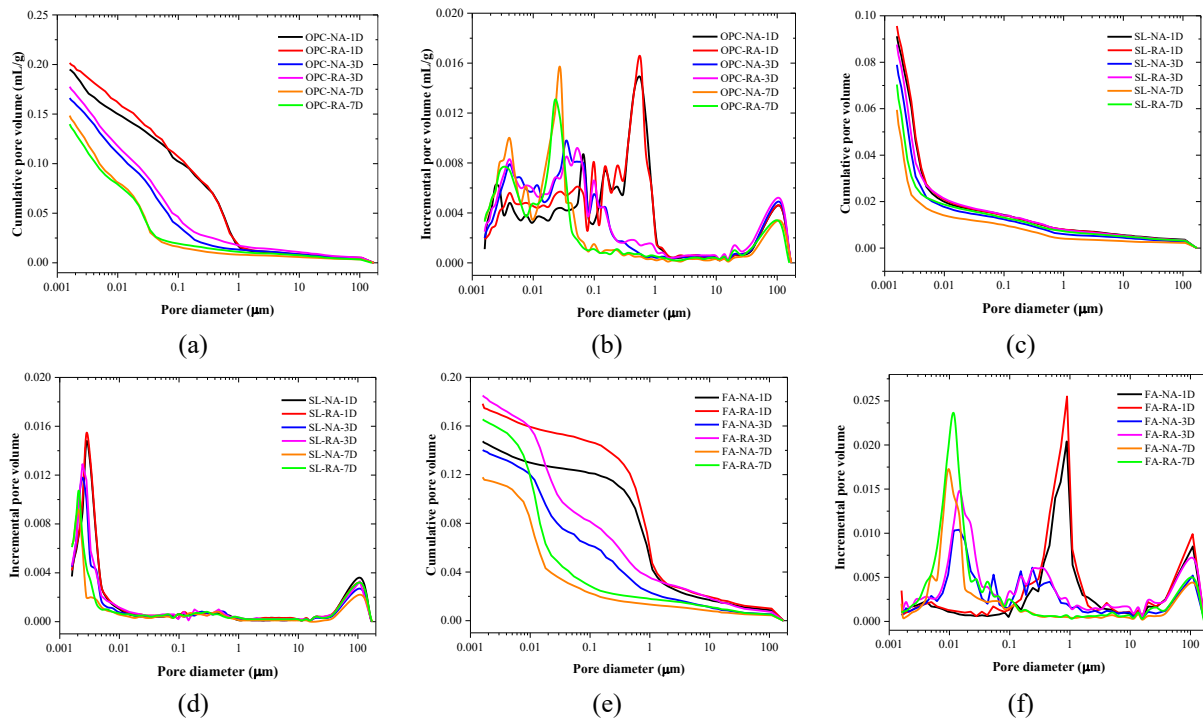 0.25
0.20
0.15
0.10
0.05
0.00
Cumulative pore volume (mL/g)
OPC-NA-1D
OPC-RA-1D
OPC-NA-3D
OPC-RA-3D
OPC-NA-7D
OPC-RA-7D
0.001 0.01 0.1 1 10 100
Pore diameter (μm)
(a)
0.020
0.016
0.012
0.008
0.004
0.000
Incremental pore volume (mL/g)
OPC-NA-1D
OPC-RA-1D
OPC-NA-3D
OPC-RA-3D
OPC-NA-7D
OPC-RA-7D
0.001 0.01 0.1 1 10 100
Pore diameter (μm)
(b)
0.10
0.08
0.06
0.04
0.02
0.00
Cumulative pore volume
SL-NA-1D
SL-RA-1D
SL-NA-3D
SL-RA-3D
SL-NA-7D
SL-RA-7D
0.001 0.01 0.1 1 10 100
Pore diameter (μm)
(c)
0.020
0.016
0.012
0.008
0.004
0.000
Incremental pore volume
SL-NA-1D
SL-RA-1D
SL-NA-3D
SL-RA-3D
SL-NA-7D
SL-RA-7D
0.001 0.01 0.1 1 10 100
Pore diameter (μm)
(d)
0.20
0.16
0.12
0.08
0.04
0.00
Cumulative pore volume
FA-NA-1D
FA-RA-1D
FA-NA-3D
FA-RA-3D
FA-NA-7D
FA-RA-7D
0.001 0.01 0.1 1 10 100
Pore diameter (μm)
(e)
0.025
0.020
0.015
0.010
0.005
0.000
Incremental pore volume
FA-NA-1D
FA-RA-1D
FA-NA-3D
FA-RA-3D
FA-NA-7D
FA-RA-7D
0.001 0.01 0.1 1 10 100
Pore diameter (μm)
(f)